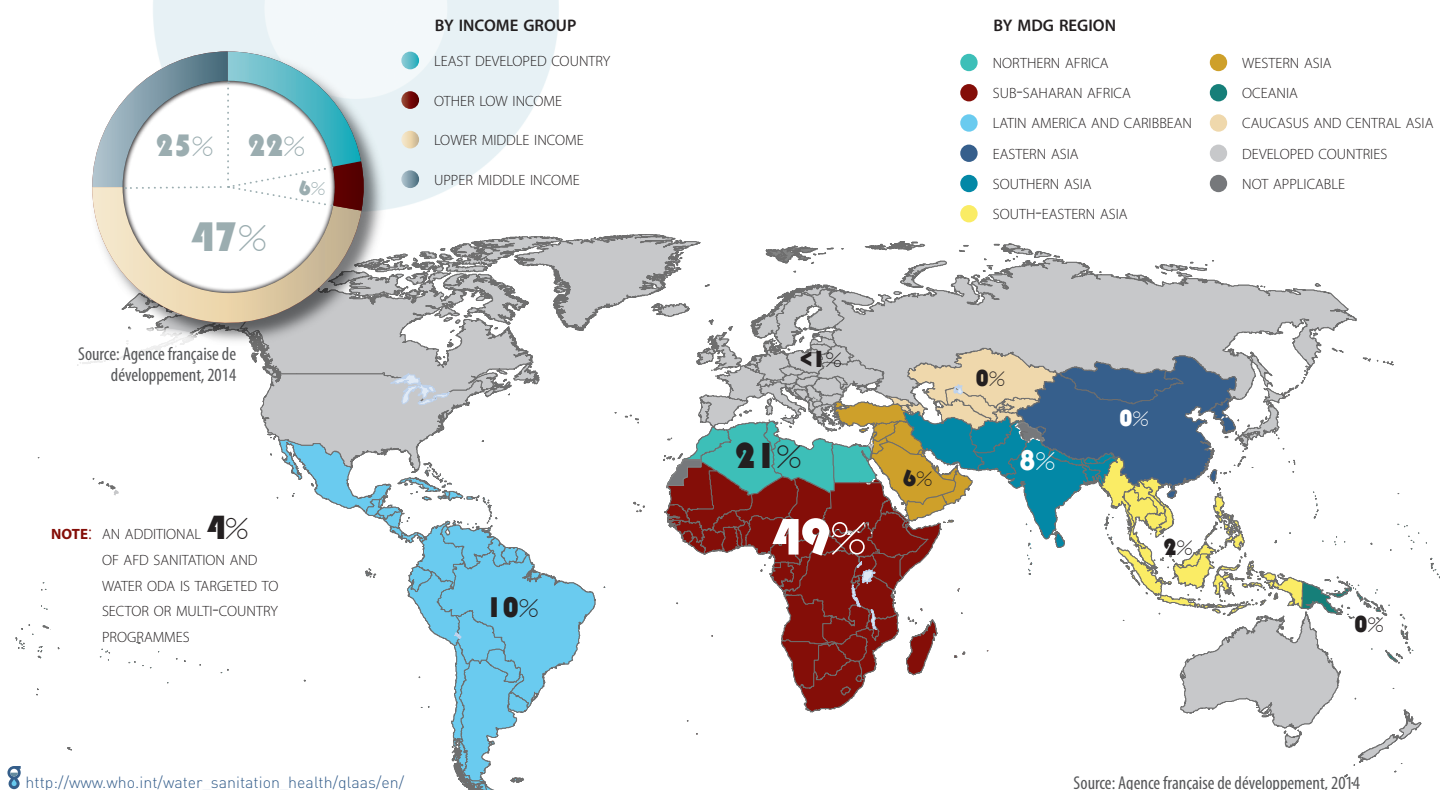 BY INCOME GROUP
LEAST DEVELOPED COUNTRY
OTHER LOW INCOME
LOWER MIDDLE INCOME
UPPER MIDDLE INCOME
25%
22%
6%
47%
Source: Agence française de
développement, 2014
BY MDG REGION
NORTHERN AFRICA
SUB-SAHARAN AFRICA
LATIN AMERICA AND CARIBBEAN
EASTERN ASIA
SOUTHERN ASIA
SOUTH-EASTERN ASIA
WESTERN ASIA
OCEANIA
CAUCASUS AND CENTRAL ASIA
DEVELOPED COUNTRIES
NOT APPLICABLE
<1%
0%
0%
21%
8%
6%
49%
2%
10%
0%
NOTE: AN ADDITIONAL 4%
OF AFD SANITATION AND
WATER ODA IS TARGETED TO
SECTOR OR MULTI-COUNTRY
PROGRAMMES
8 http://www.who.int/water_sanitation_health/glaas/en/
Source: Agence française de développement, 2014